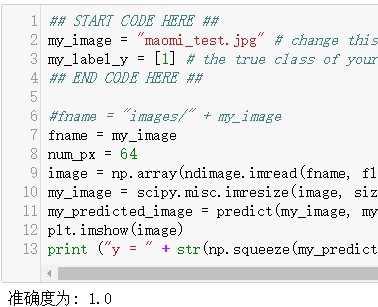 1 ## START CODE HERE ##
2 my_image = "maomi_test.jpg" # change this
3 my_label_y = [1] # the true class of your
4 ## END CODE HERE ##
5
6 #fname = "images/" + my_image
7 fname = my_image
8 num_px = 64
9 image = np.array(ndimage.imread(fname, fl
10 my_image = scipy.misc.imresize(image, siz
11 my_predicted_image = predict(my_image, my
12 plt.imshow(image)
13 print ("y = " + str(np.squeeze(my_predict
准确度为: 1.0